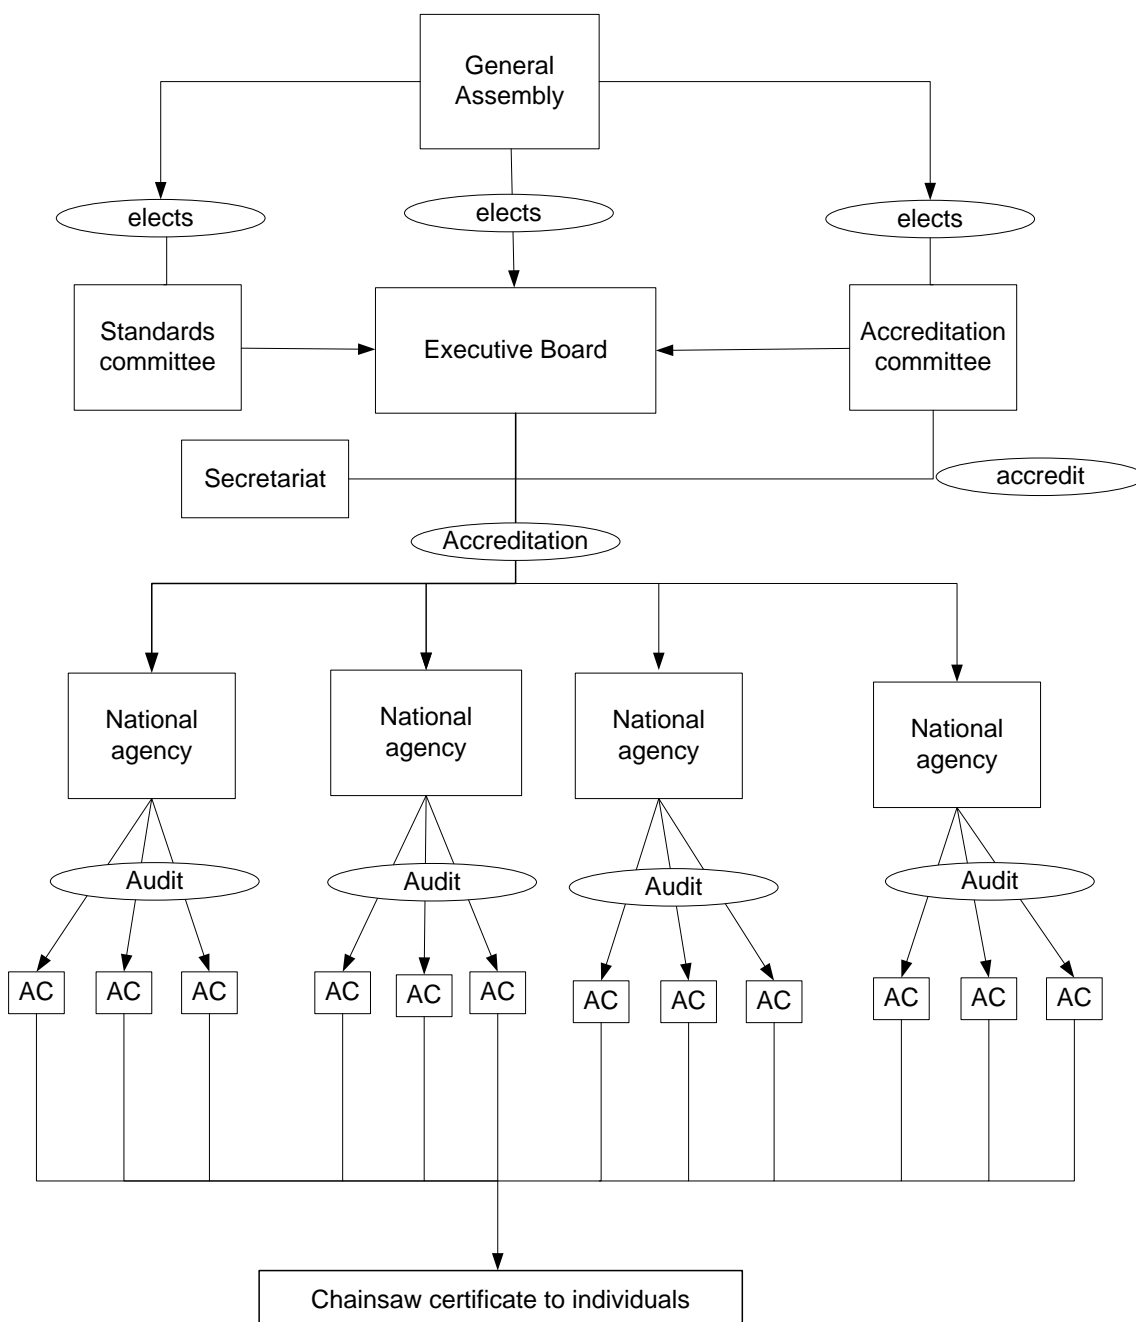 General
Assembly
elects
elects
elects
Standards
committee
Executive Board
Accreditation
committee
Secretariat
accredit
Accreditation
National
agency
National
agency
National
agency
National
agency
Audit
Audit
Audit
Audit
AC
AC
AC
AC
AC
AC
AC
AC
AC
AC
AC
AC
Chainsaw certificate to individuals